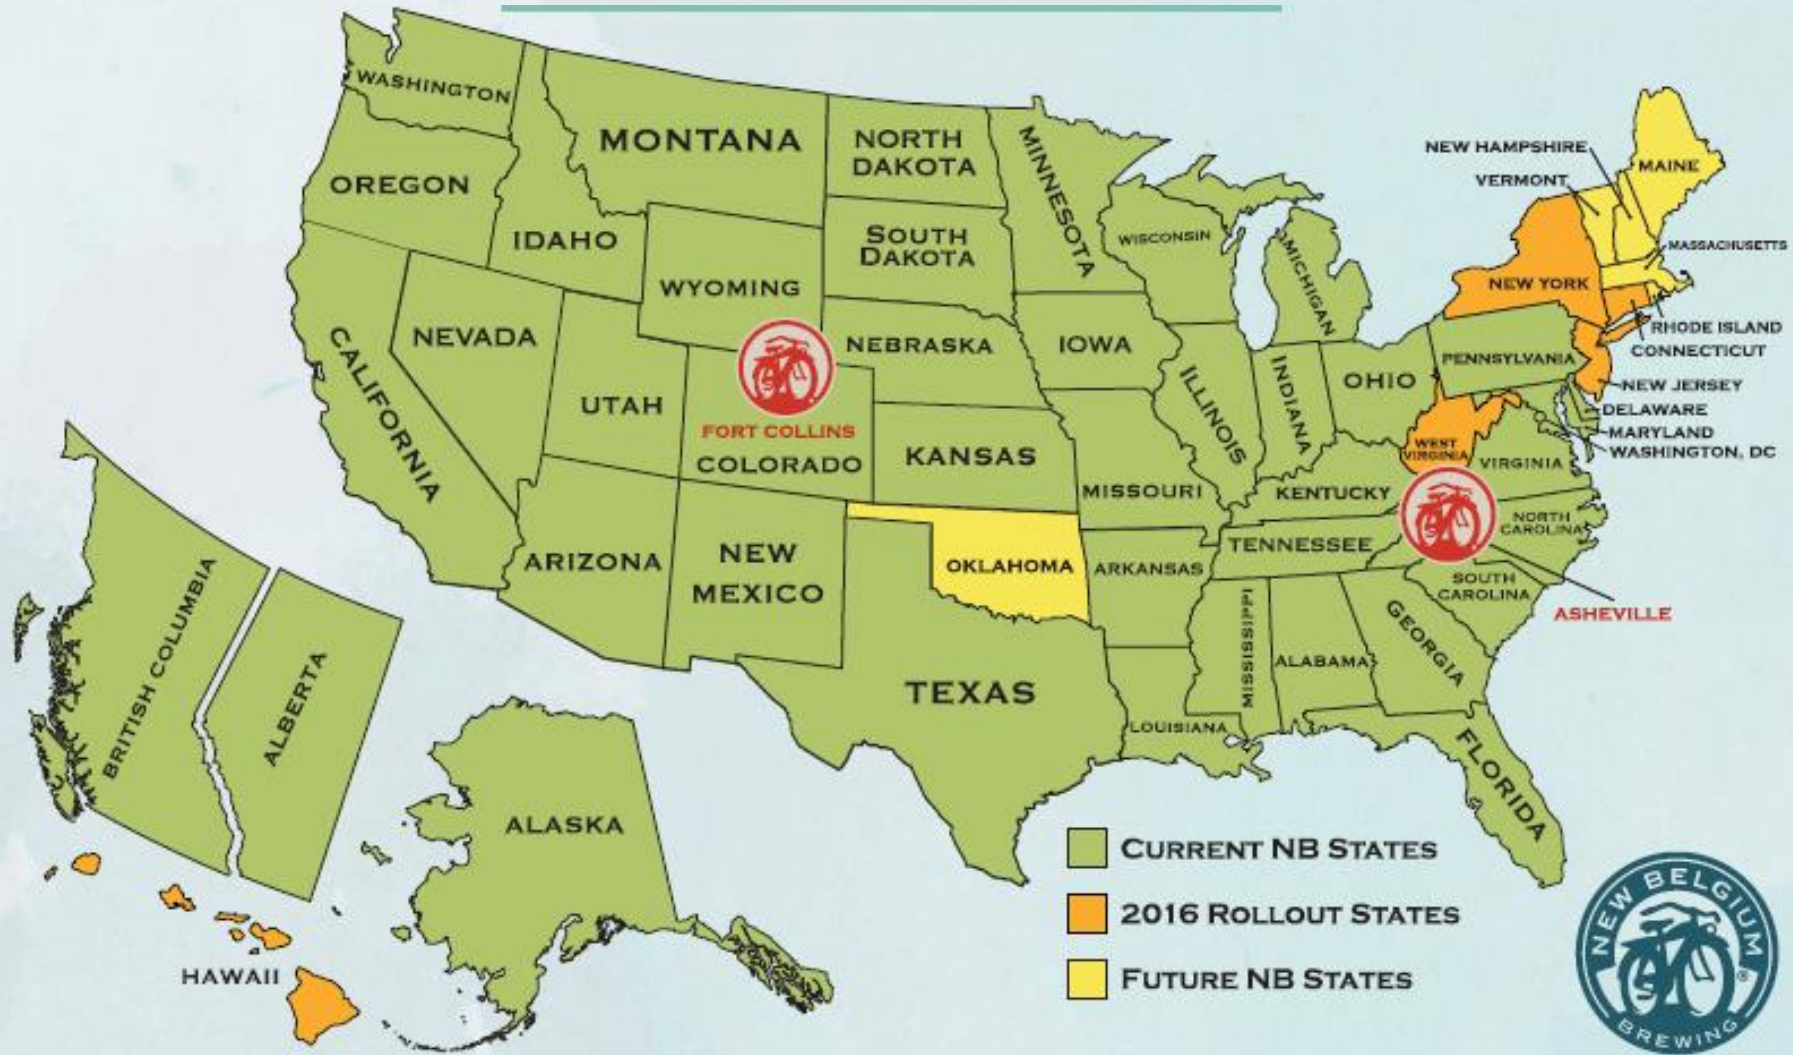 WASHINGTON
MONTANA
NORTH
DAKOTA
MINNESOTA
OREGON
IDAHO
WYOMING
SOUTH
DAKOTA
WISCONSIN
MICHIGAN
NEW HAMPSHIRE
VERMONT
MAINE
MASSACHUSETTS
NEW YORK
RHODE ISLAND
CONNECTICUT
NEW JERSEY
DELAWARE
MARYLAND
WASHINGTON, DC
PENNSYLVANIA
CALIFORNIA
NEVADA
UTAH
FORT COLLINS
COLORADO
NEBRASKA
IOWA
ILLINOIS
INDIANA
OHIO
WEST
VIRGINIA
VIRGINIA
KANSAS
MISSOURI
KENTUCKY
NORTH
CAROLINA
TENNESSEE
ARIZONA
NEW
MEXICO
OKLAHOMA
ARKANSAS
SOUTH
CAROLINA
ASHEVILLE
MISSISSIPPI
ALABAMA
GEORGIA
TEXAS
LOUISIANA
FLORIDA
BRITISH COLUMBIA
ALBERTA
ALASKA
HAWAII
CURRENT NB STATES
2016 ROLLOUT STATES
FUTURE NB STATES
NEW BELGIUM
BREWING
®